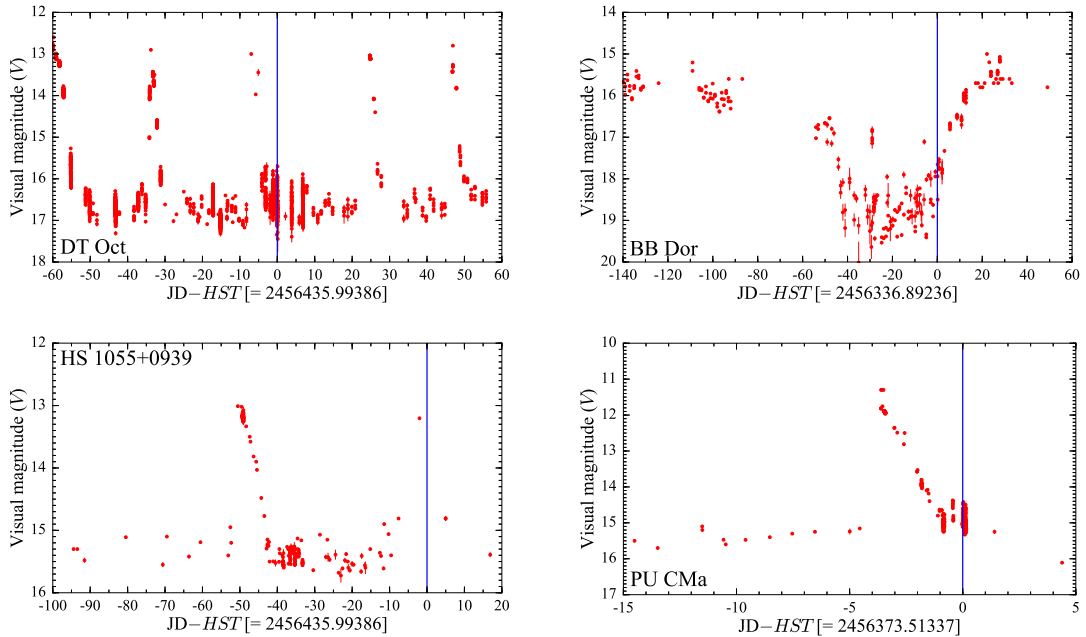 12
13
14
15
16
17
18
Visual magnitude (V)
DT Oct
-60 -50 -40 -30 -20 -10 0 10 20 30 40 50 60
JD−HST [= 2456435.99386]
14
15
16
17
18
19
20
Visual magnitude (V)
BB Dor
-140 -120 -100 -80 -60 -40 -20 0 20 40 60
JD−HST [= 2456336.89236]
12
13
14
15
16
Visual magnitude (V)
HS 1055+0939
-100 -90 -80 -70 -60 -50 -40 -30 -20 -10 0 10 20
JD−HST [= 2456435.99386]
10
11
12
13
14
15
16
17
Visual magnitude (V)
PU CMa
-15 -10 -5 0 5
JD−HST [= 2456373.51337]